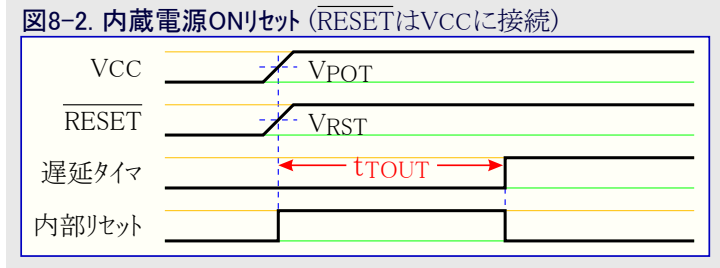 図8-2. 内蔵電源ONリセット (RESETはVCCに接続)
VCC
VPOT
RESET
VRST
遅延タイマ
tTOUT
内部リセット